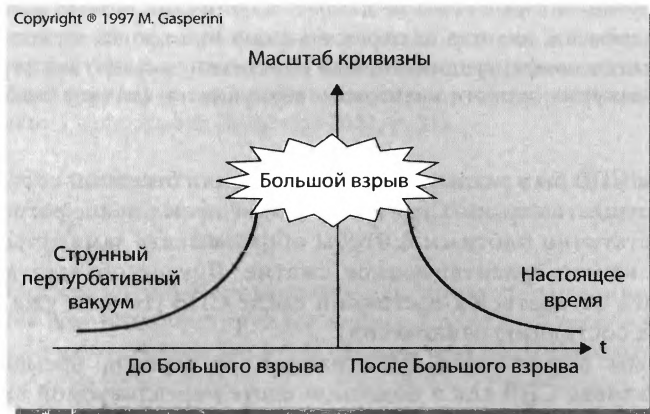 Copyright ® 1997 M. Gasperini
Масштаб кривизны
Большой взрыв
Струнный
пертурбативный
вакуум
Настоящее
время
t
До Большого взрыва
После Большого взрыва